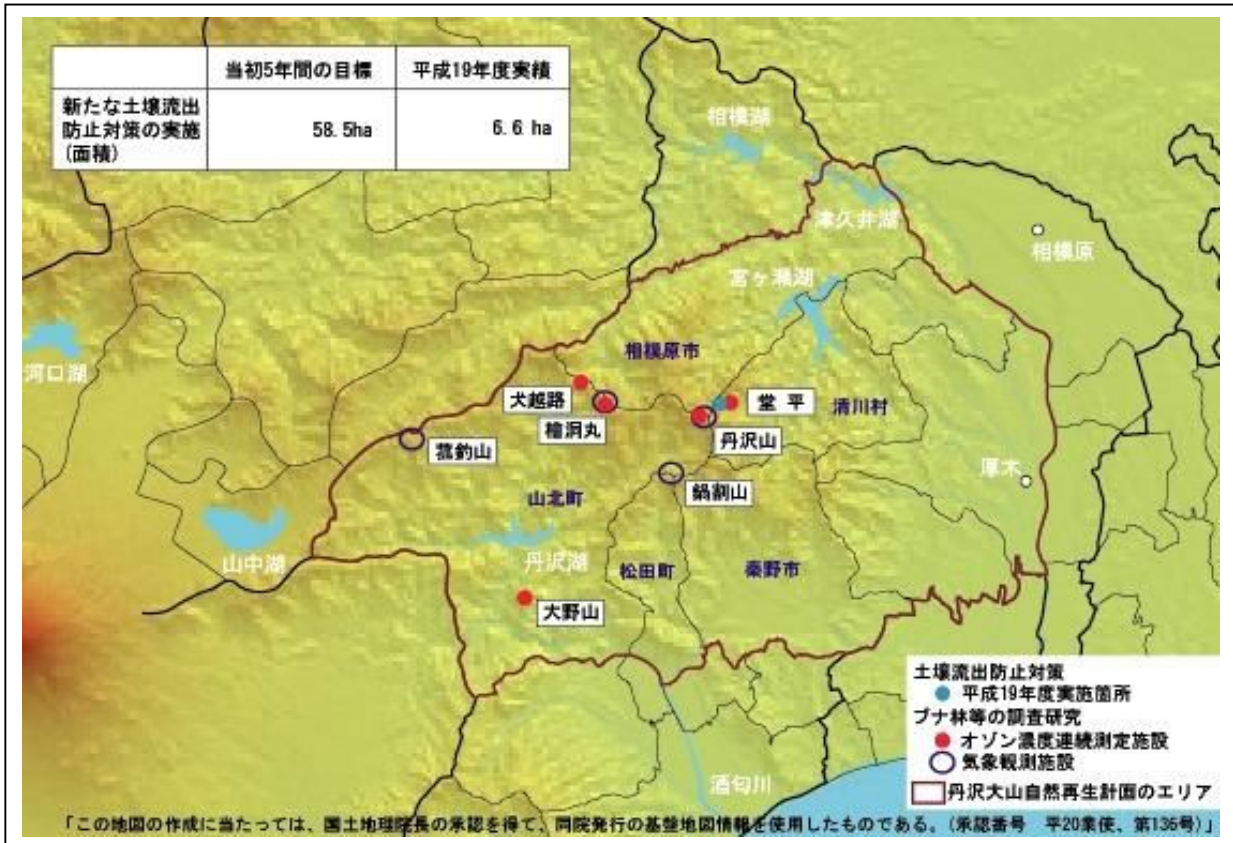 当初5年間の目標 平成19年度実績
新たな土壌流出
防止対策の実施
(面積)
58.5ha 6.6 ha
相模湖
津久井湖
相模原
宮ヶ瀬湖
河口湖
相模原市
犬越路
堂 平
清川村
檜洞丸
丹沢山
菰釣山
厚木
鍋割山
山北町
山中湖
丹沢湖
松田町
秦野市
大野山
土壌流出防止対策
平成19年度実施箇所
ブナ林等の調査研究
オゾン濃度連続測定施設
気象観測施設
丹沢大山自然再生計画のエリア
酒匂川
「この地図の作成に当たっては、国土地理院長の承認を得て、同院発行の基盤地図情報を使用したものである。(承認番号 平20業使、第136号)」